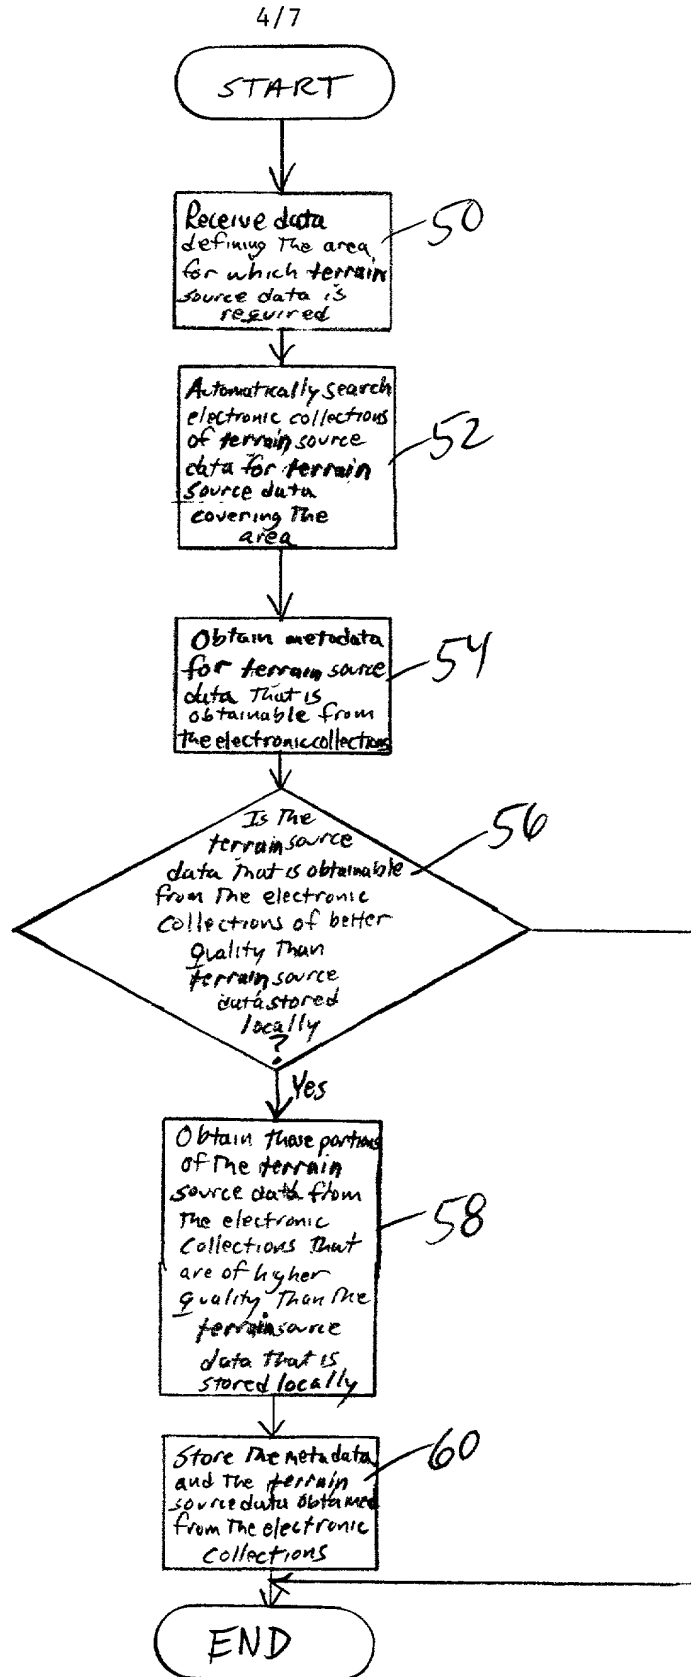 4/7
START
Receive data
defining The area
for which terrain
source data is
required
50
Automatically search
electronic collections
of terrain source
data for terrain
source data
covering The
area
52
Obtain metadata
for terrain source
data That is
obtainable from
the electronic collections
54
Is The
terrain source
data That is obtainable
from The electronic
Collections of better
quality Than
terrain source
data stored
locally
?
56
Yes
Obtain those portions
of The terrain
source data from
The electronic
Collections That
are of higher
quality Than The
terrain source
data That is
stored locally
58
Store The metadata
and The terrain
source data obtained
from The electronic
Collections
60
END